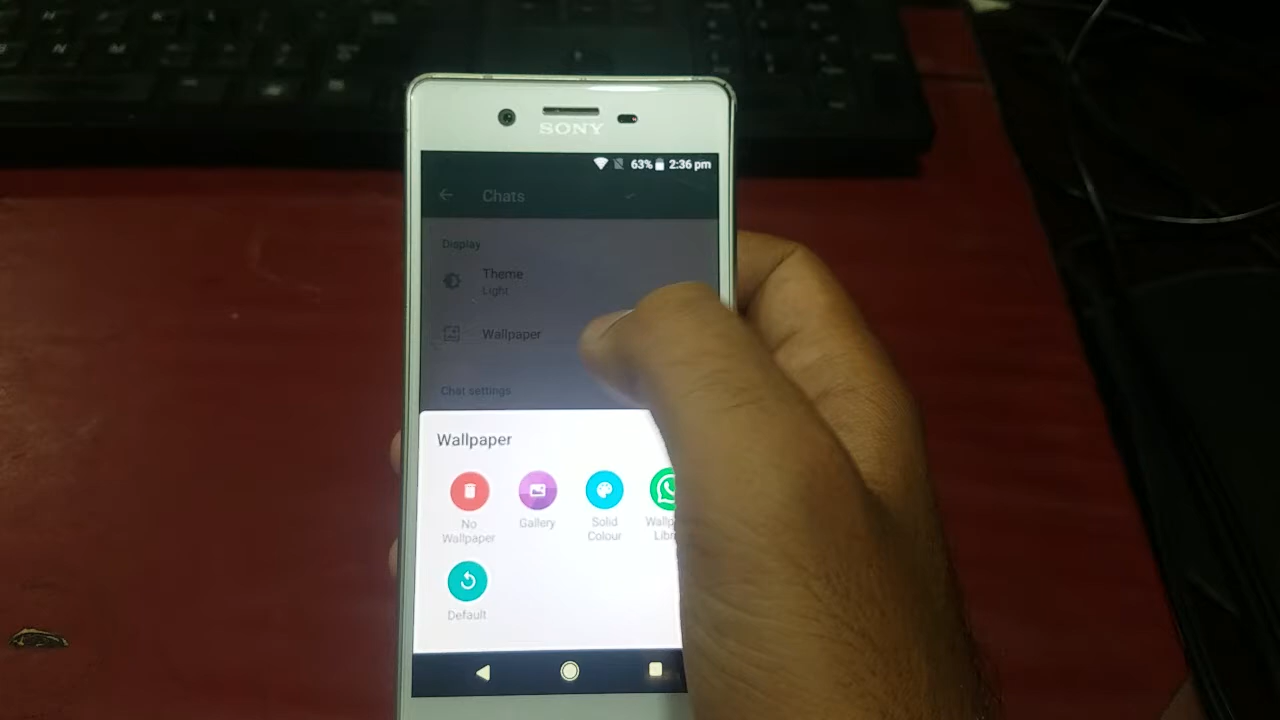 SONY
63% 2:36 pm
Chats
Display
Theme
Light
Wallpaper
Chat settings
Wallpaper
No
Wallpaper
Gallery
Solid
Colour
Default